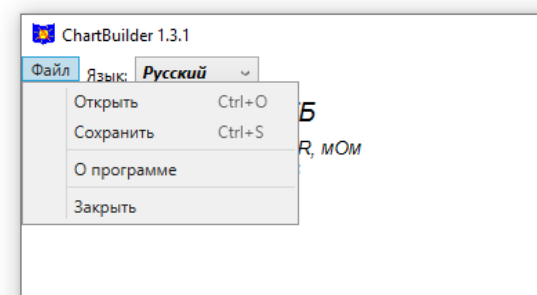 ChartBuilder 1.3.1
Файл Язык: Русский
Открыть Ctrl+O
Сохранить Ctrl+S
Б
R, мОм
О программе
Закрыть